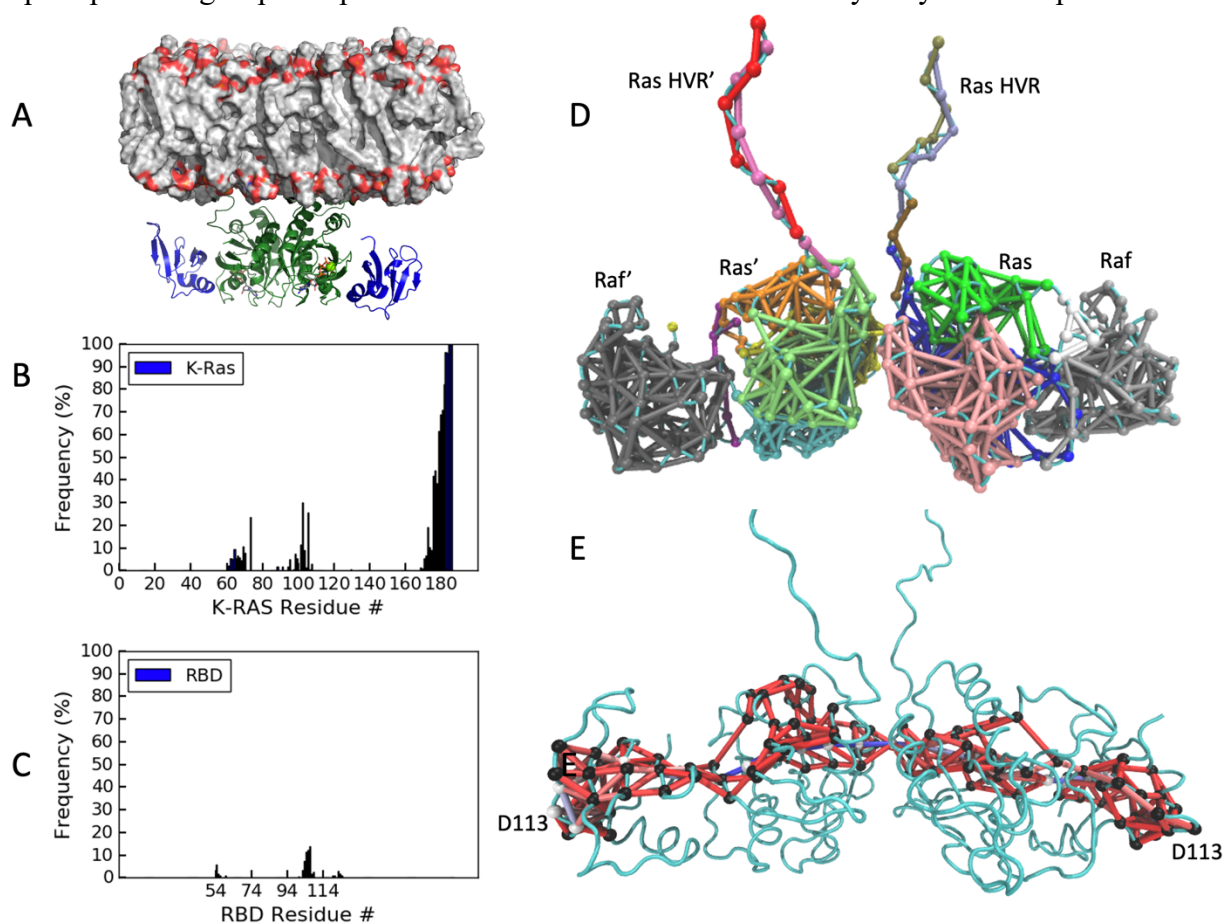 A
B
100
90
80
70
60
50
40
30
20
10
0
Frequency (%)
K-Ras
0 20 40 60 80 100 120 140 160 180
K-RAS Residue #
C
100
90
80
70
60
50
40
30
20
10
0
Frequency (%)
RBD
54 74 94 114
RBD Residue #
D
Ras HVR’
Ras HVR
Raf’
Ras’
Ras
Raf
E
E
D113
D113